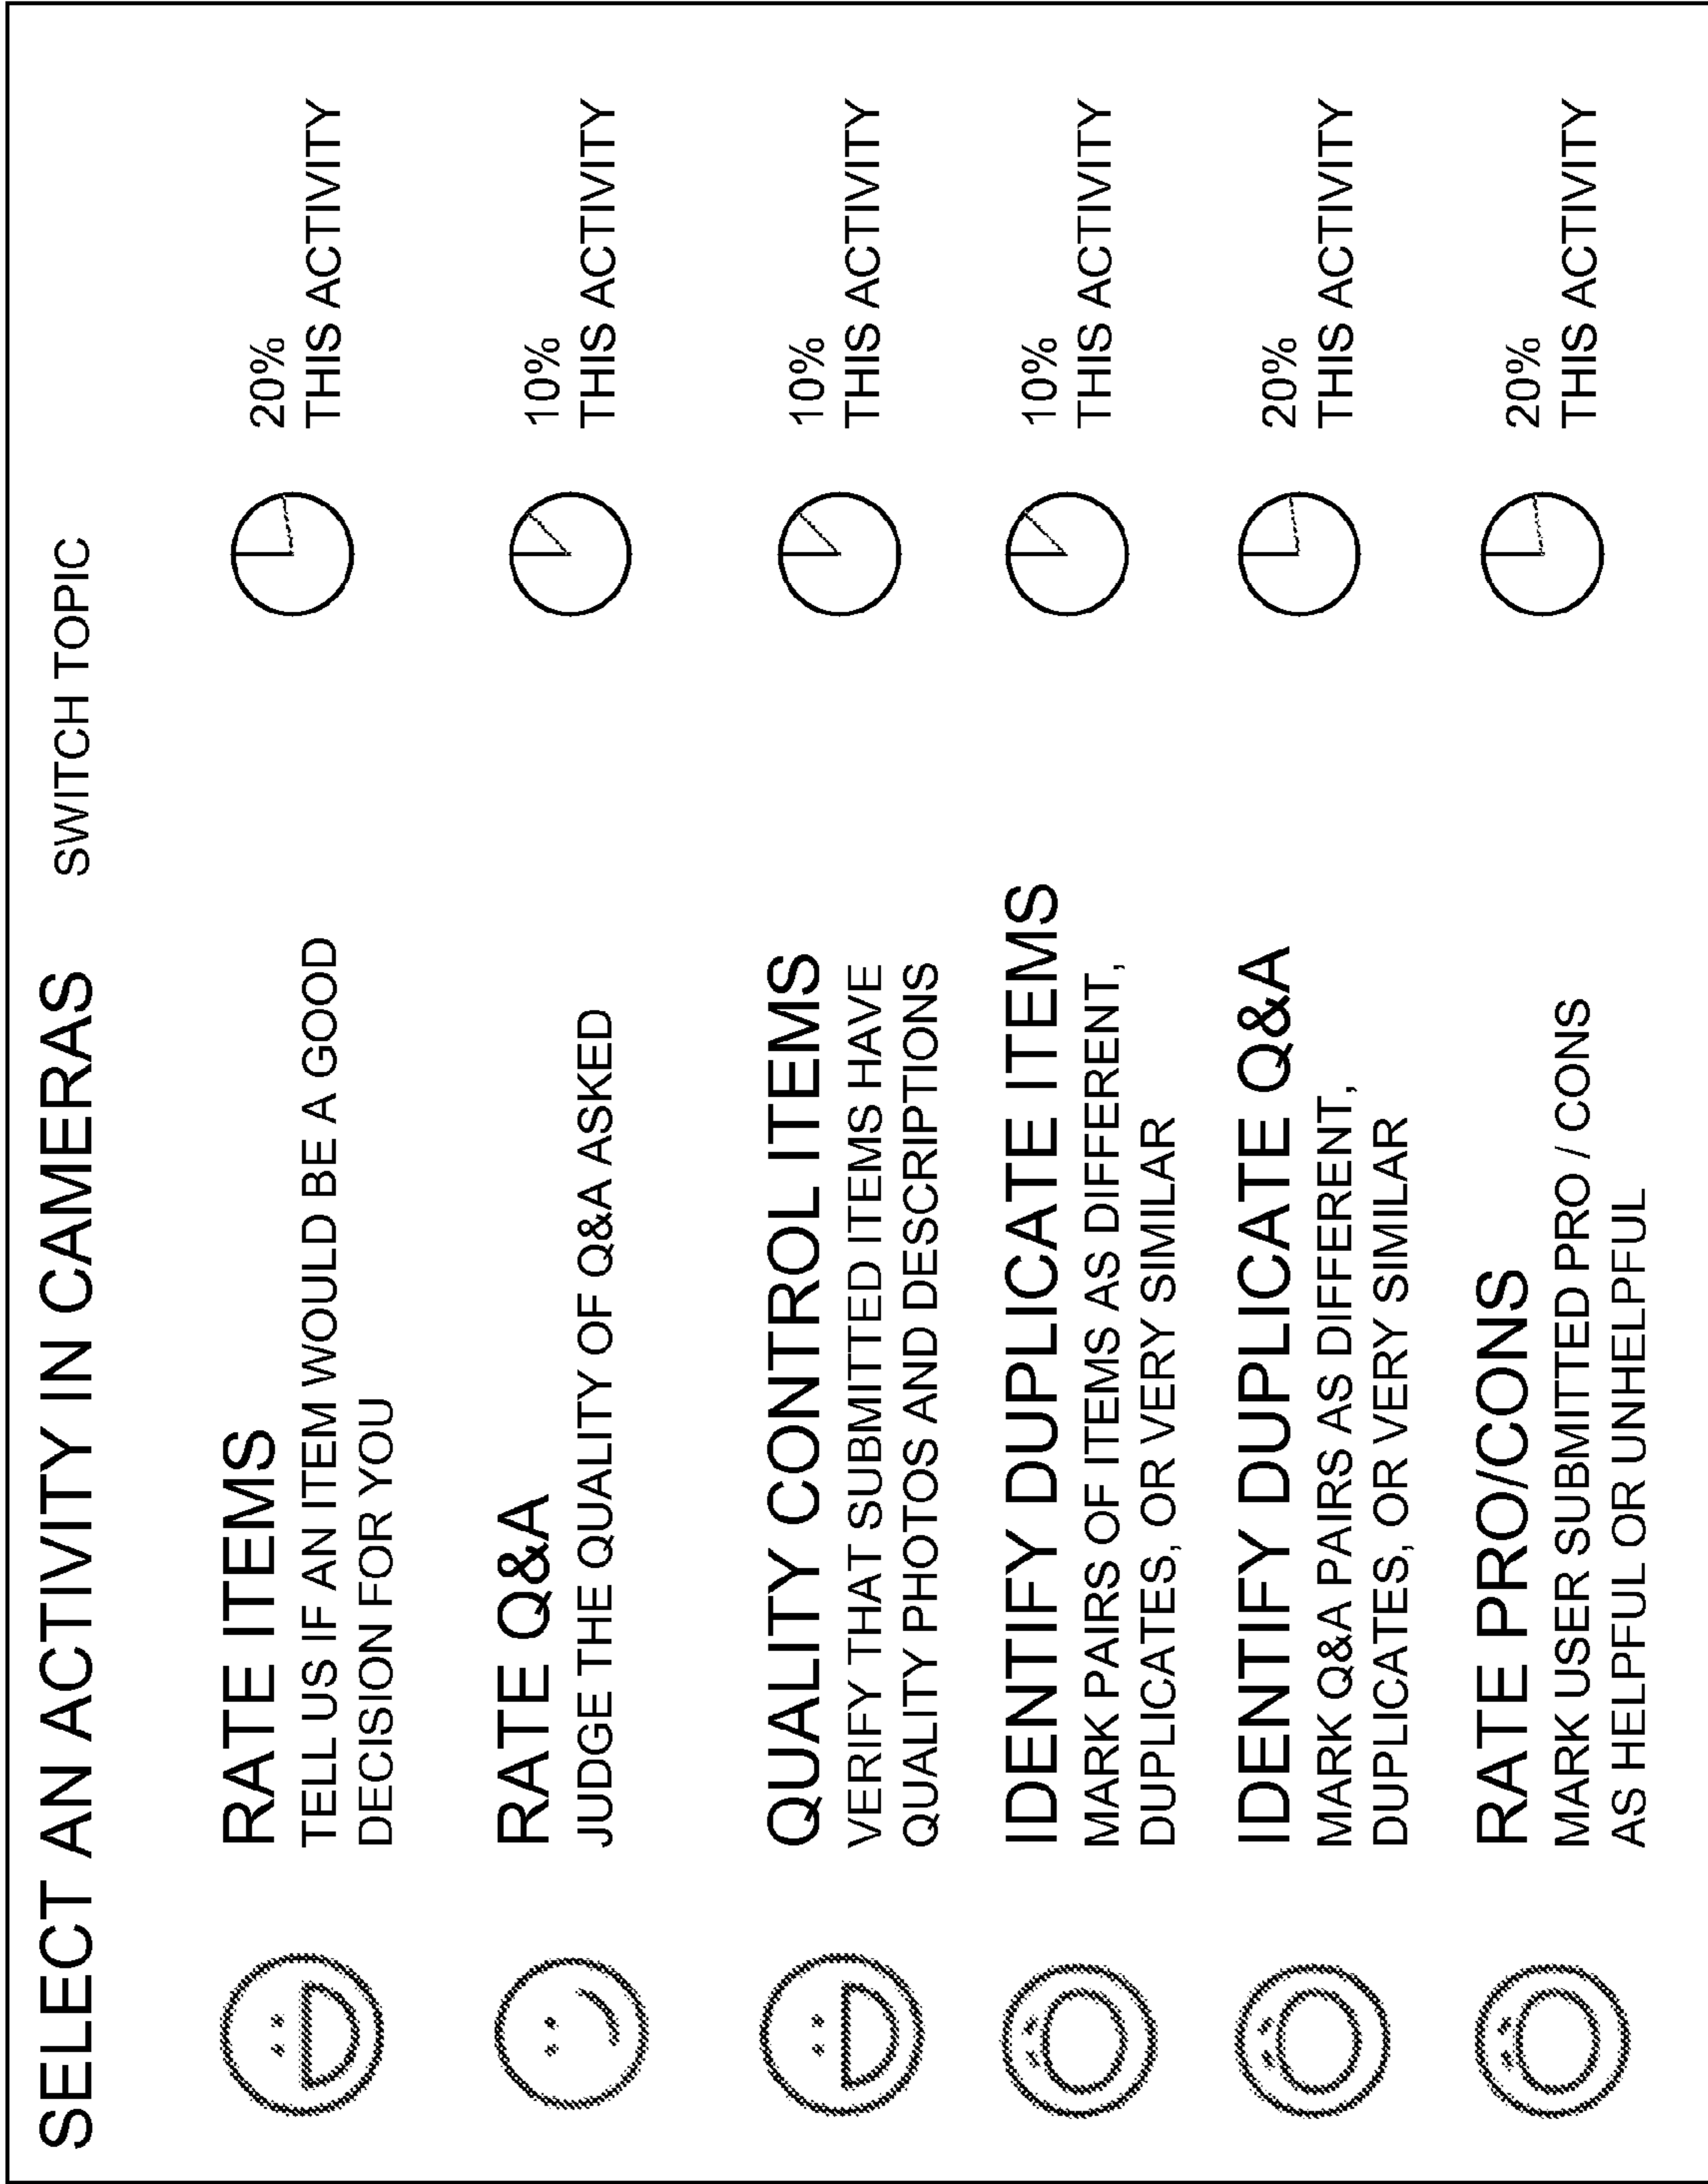 SELECT AN ACTIVITY IN CAMERAS SWITCH TOPIC
RATE ITEMS
TELL US IF AN ITEM WOULD BE A GOOD
DECISION FOR YOU
20%
THIS ACTIVITY
RATE Q&A
JUDGE THE QUALITY OF Q&A ASKED
10%
THIS ACTIVITY
QUALITY CONTROL ITEMS
VERIFY THAT SUBMITTED ITEMS HAVE
QUALITY PHOTOS AND DESCRIPTIONS
10%
THIS ACTIVITY
IDENTIFY DUPLICATE ITEMS
MARK PAIRS OF ITEMS AS DIFFERENT,
DUPLICATES, OR VERY SIMILAR
10%
THIS ACTIVITY
IDENTIFY DUPLICATE Q&A
MARK Q&A PAIRS AS DIFFERENT,
DUPLICATES, OR VERY SIMILAR
20%
THIS ACTIVITY
RATE PRO/CONS
MARK USER SUBMITTED PRO / CONS
AS HELPFUL OR UNHELPFUL
20%
THIS ACTIVITY